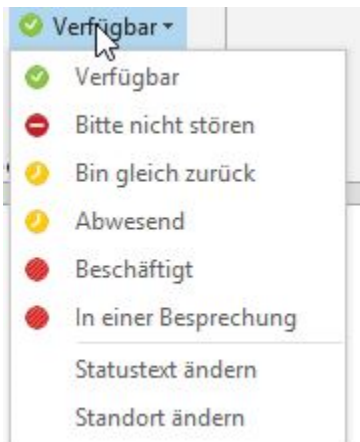 Verfügbar
Verfügbar
Bitte nicht stören
Bin gleich zurück
Abwesend
Beschäftigt
In einer Besprechung
Statustext ändern
Standort ändern